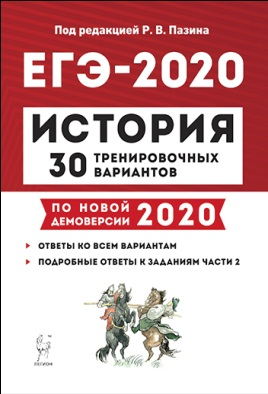 Под редакцией Р. В. Пазина
ЕГЭ-2020
ИСТОРИЯ
30 ТРЕНИРОВОЧНЫХ
ВАРИАНТОВ
ПО НОВОЙ
ДЕМОВЕРСИИ 2020
ОТВЕТЫ КО ВСЕМ ВАРИАНТАМ
ПОДРОБНЫЕ ОТВЕТЫ К ЗАДАНИЯМ ЧАСТИ 2
ЛЕГИОН